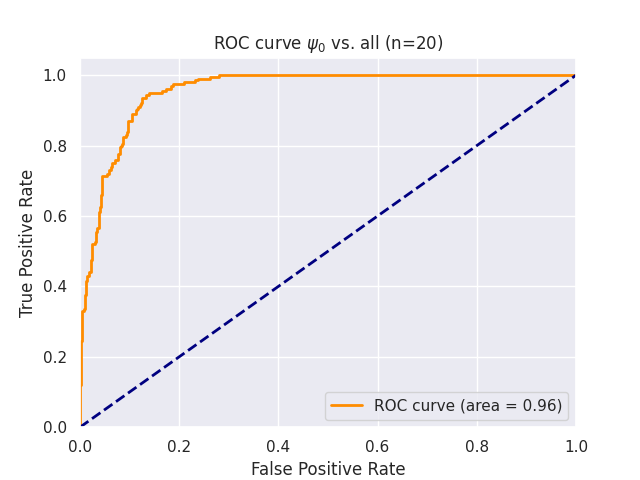 ROC curve ψ₀ vs. all (n=20)
True Positive Rate
1.0
0.8
0.6
0.4
0.2
0.0
ROC curve (area = 0.96)
0.0 0.2 0.4 0.6 0.8 1.0
False Positive Rate